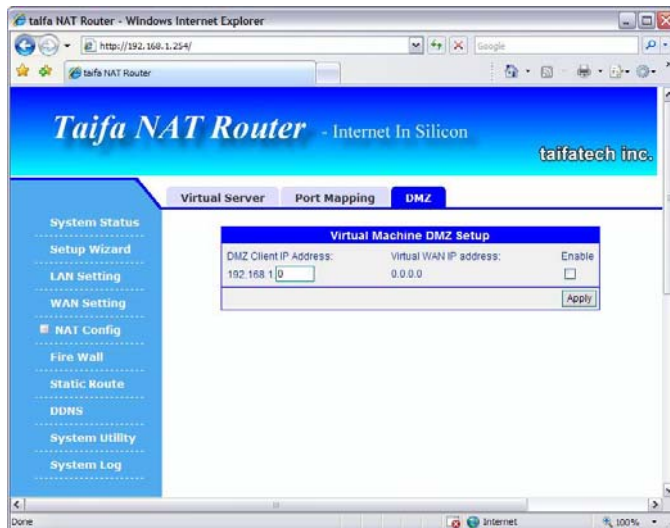 taifa NAT Router - Windows Internet Explorer
http://192.168.1.254/
Google
taifa NAT Router
Taifa NAT Router - Internet In Silicon
taifatech inc.
Virtual Server
Port Mapping
DMZ
System Status
Setup Wizard
LAN Setting
WAN Setting
NAT Config
Fire Wall
Static Route
DDNS
System Utility
System Log
Virtual Machine DMZ Setup
DMZ Client IP Address:
Virtual WAN IP address:
Enable
192.168.1.0
0.0.0.0
Apply
Done
Internet
100%